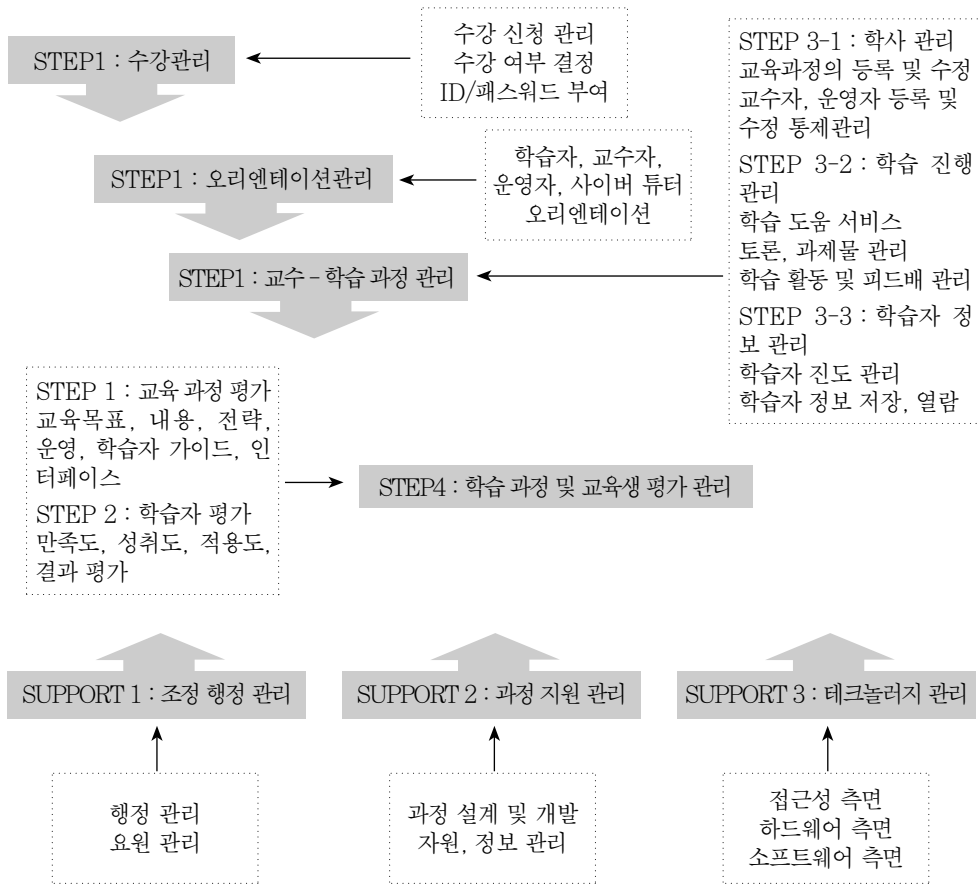 STEP1 : 수강관리
수강 신청 관리
수강 여부 결정
ID/패스워드 부여
STEP1 : 오리엔테이션관리
학습자, 교수자,
운영자, 사이버 튜터
오리엔테이션
STEP1 : 교수-학습 과정 관리
STEP 3-1 : 학사 관리
교육과정의 등록 및 수정
교수자, 운영자 등록 및
수정 통제관리
STEP 3-2 : 학습 진행
관리
학습 도움 서비스
토론, 과제물 관리
학습 활동 및 피드배 관리
STEP 3-3 : 학습자 정
보 관리
학습자 진도 관리
학습자 정보 저장, 열람
STEP 1 : 교육 과정 평가
교육목표, 내용, 전략,
운영, 학습자 가이드, 인
터페이스
STEP 2 : 학습자 평가
만족도, 성취도, 적용도,
결과 평가
STEP4 : 학습 과정 및 교육생 평가 관리
SUPPORT 1 : 조정 행정 관리
행정 관리
요원 관리
SUPPORT 2 : 과정 지원 관리
과정 설계 및 개발
자원, 정보 관리
SUPPORT 3 : 테크놀러지 관리
접근성 측면
하드웨어 측면
소프트웨어 측면